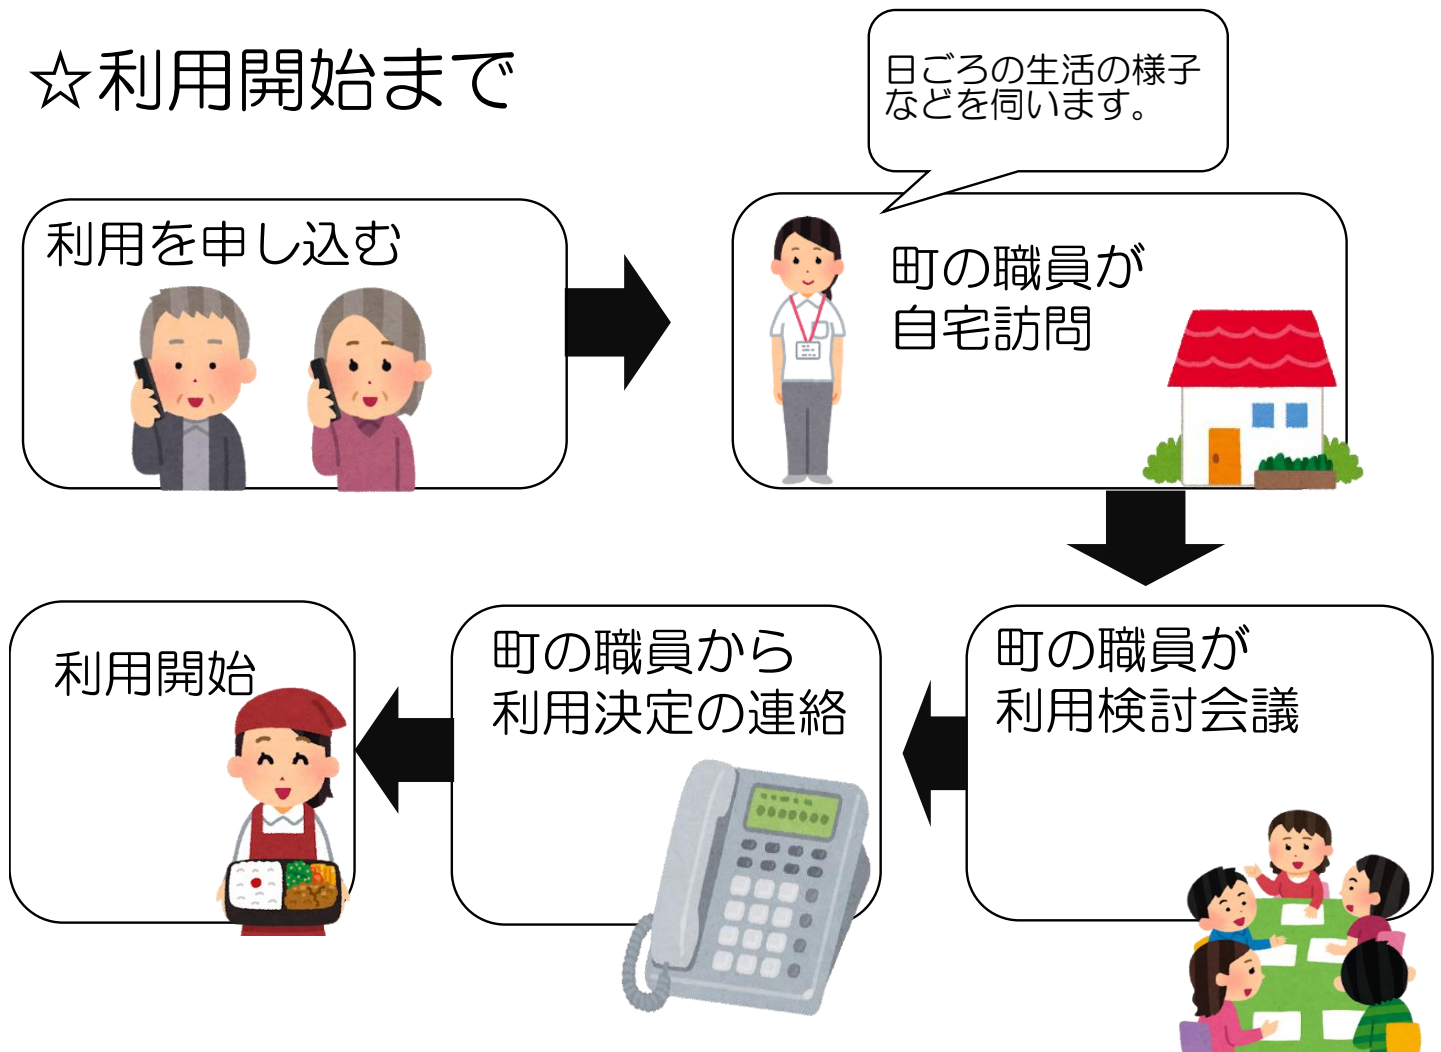 ☆利用開始まで
日ごろの生活の様子
などを伺います。
利用を申し込む
町の職員が
自宅訪問
町の職員が
利用検討会議
町の職員から
利用決定の連絡
利用開始